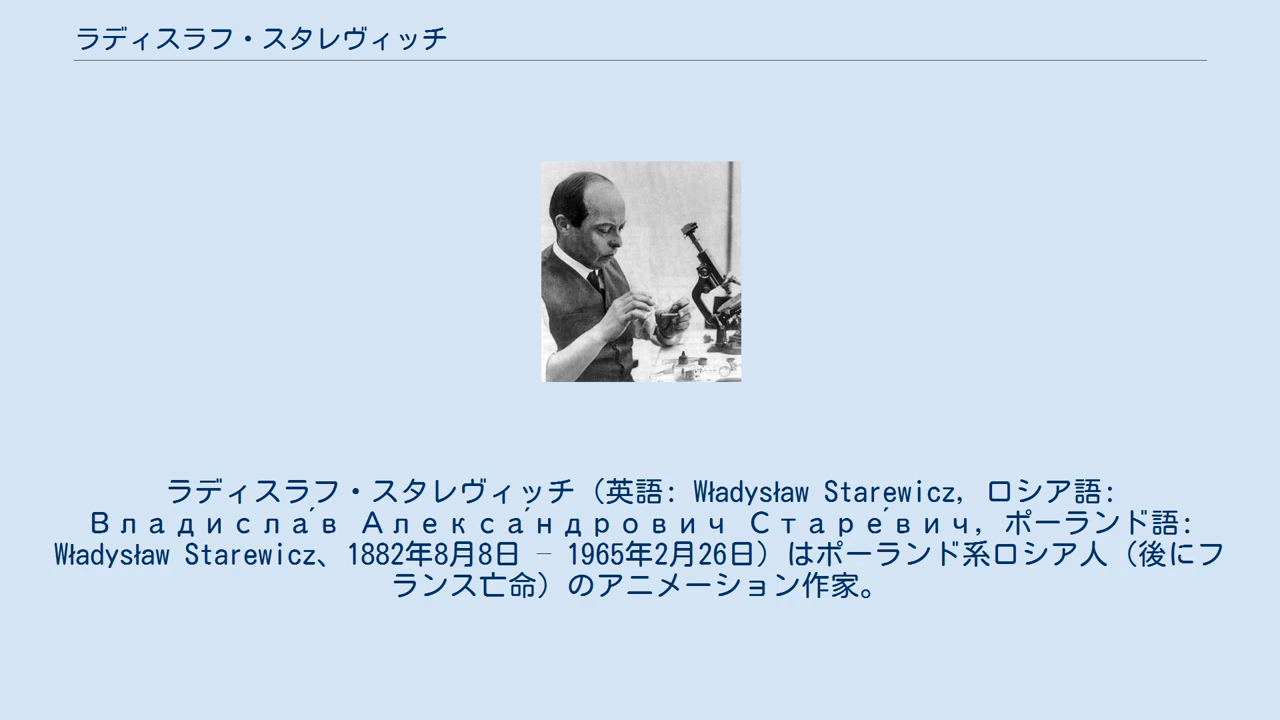 ラディスラフ・スタレヴィッチ
ラディスラフ・スタレヴィッチ（英語: Władysław Starewicz, ロシア語:
Владисла́в Алекса́ндрович Старе́вич, ポーランド語:
Władysław Starewicz、1882年8月8日 – 1965年2月26日）はポーランド系ロシア人（後にフ
ランス亡命）のアニメーション作家。